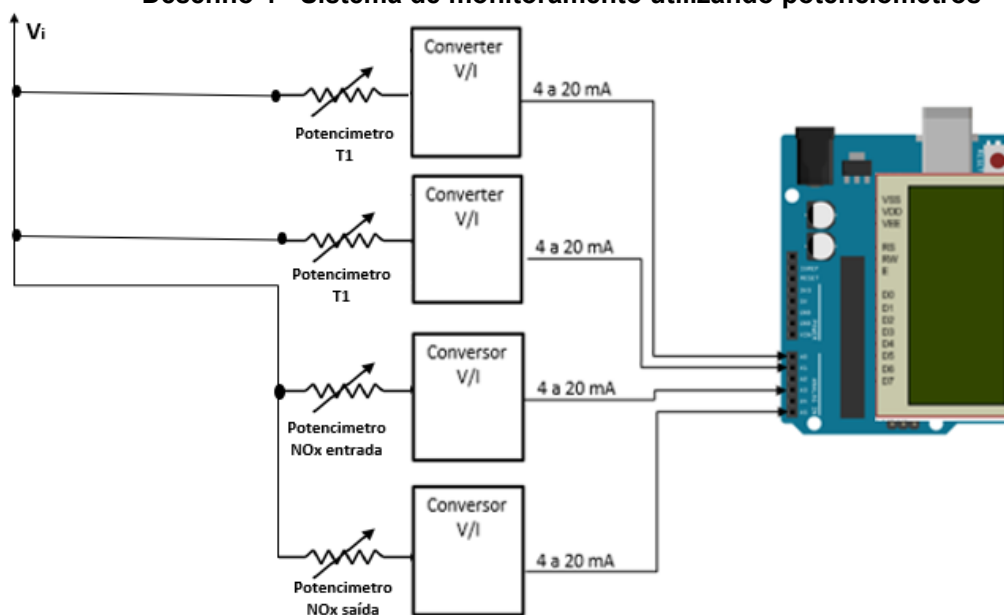 Desenho 4 - Sistema de monitoramento utilizando potenciômetros
Vi
Converter
V/I
4 a 20 mA
Potencimetro
T1
Converter
V/I
4 a 20 mA
Potencimetro
T1
Conversor
V/I
4 a 20 mA
Potencimetro
NOx entrada
Conversor
V/I
4 a 20 mA
Potencimetro
NOx saída
VSS
VDD
VEE
RS
RW
E
D0
D1
D2
D3
D4
D5
D6
D7
RESET